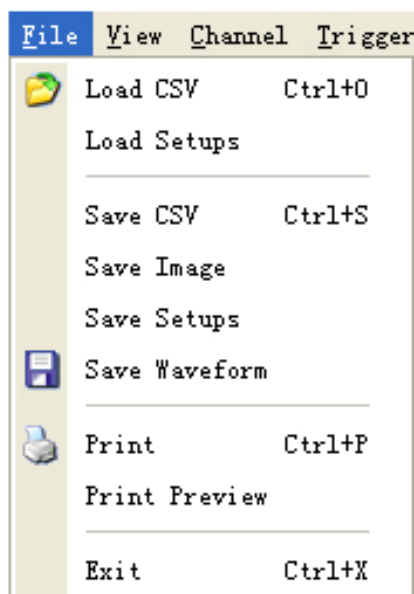 File View Channel Trigger
Load CSV Ctrl+O
Load Setups
Save CSV Ctrl+S
Save Image
Save Setups
Save Waveform
Print Ctrl+P
Print Preview
Exit Ctrl+X